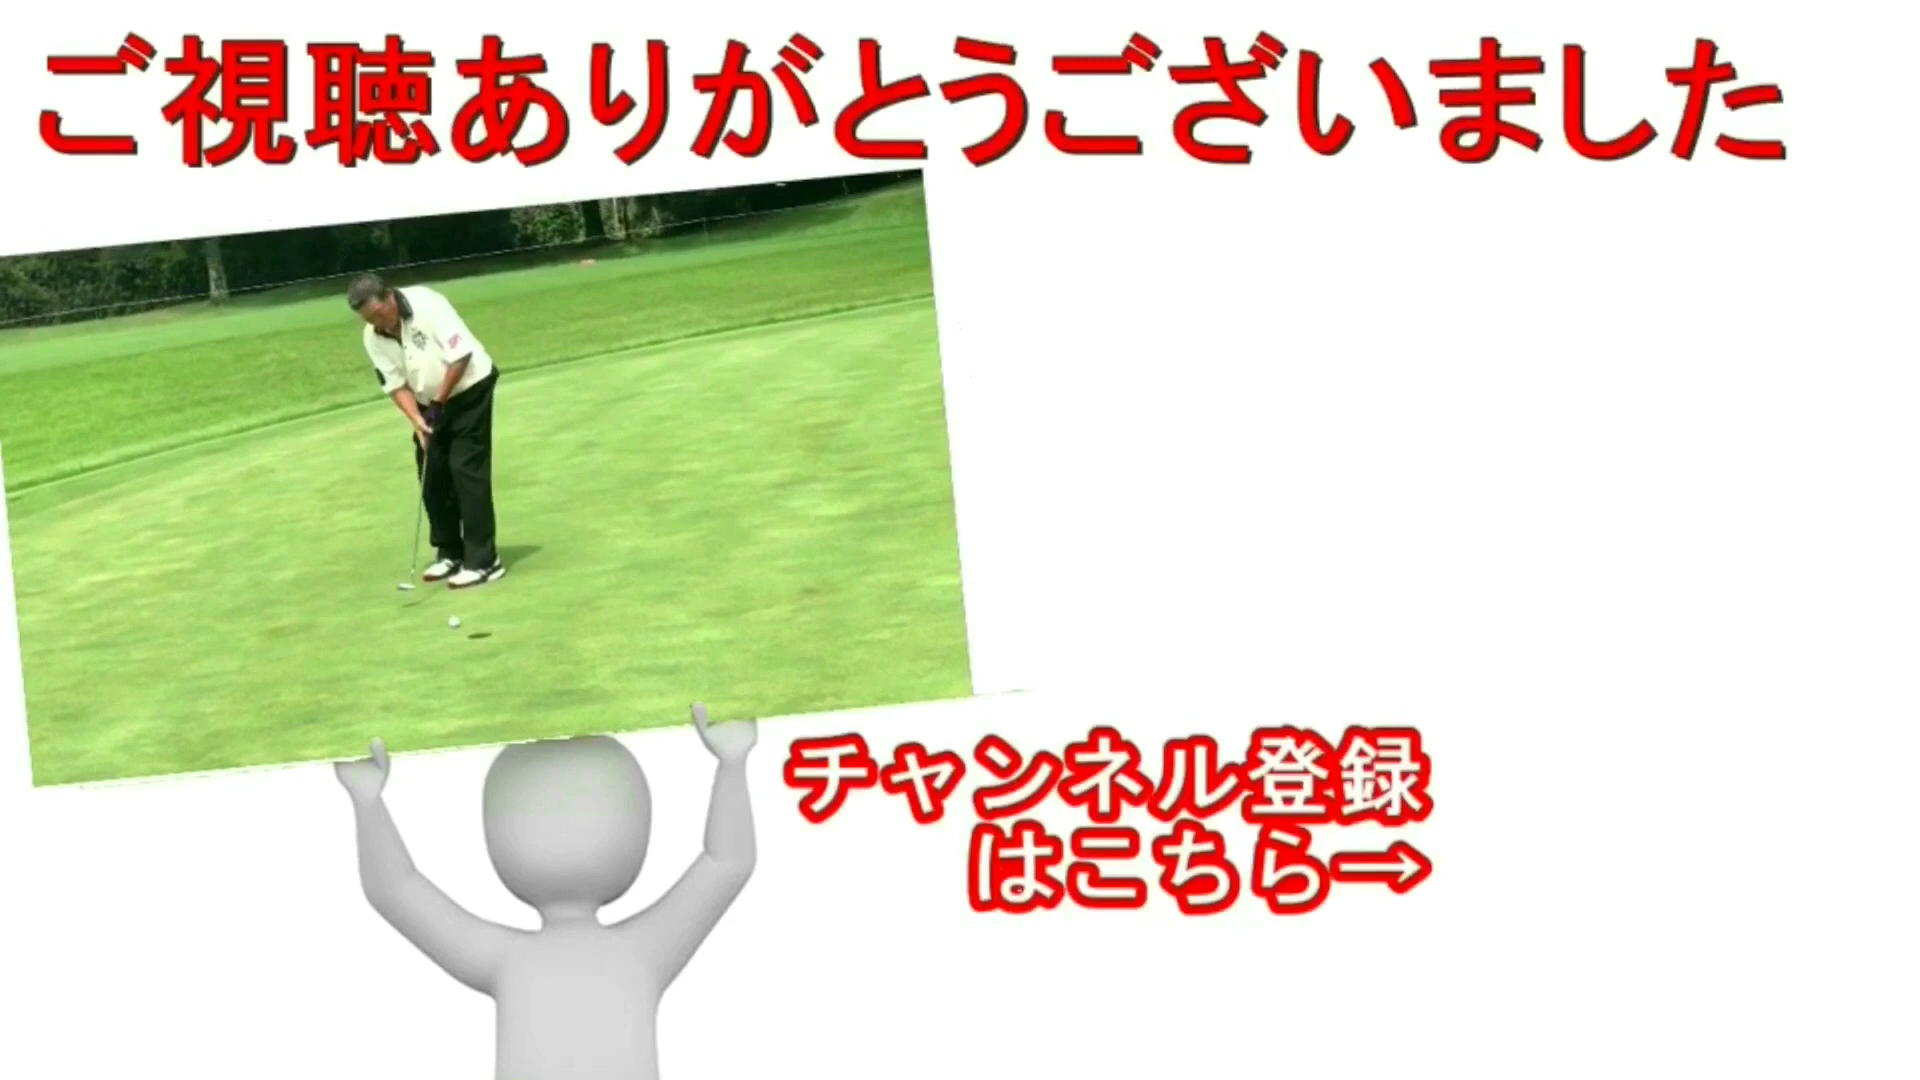 ご視聴ありがとうございました
チャンネル登録
はこちら→